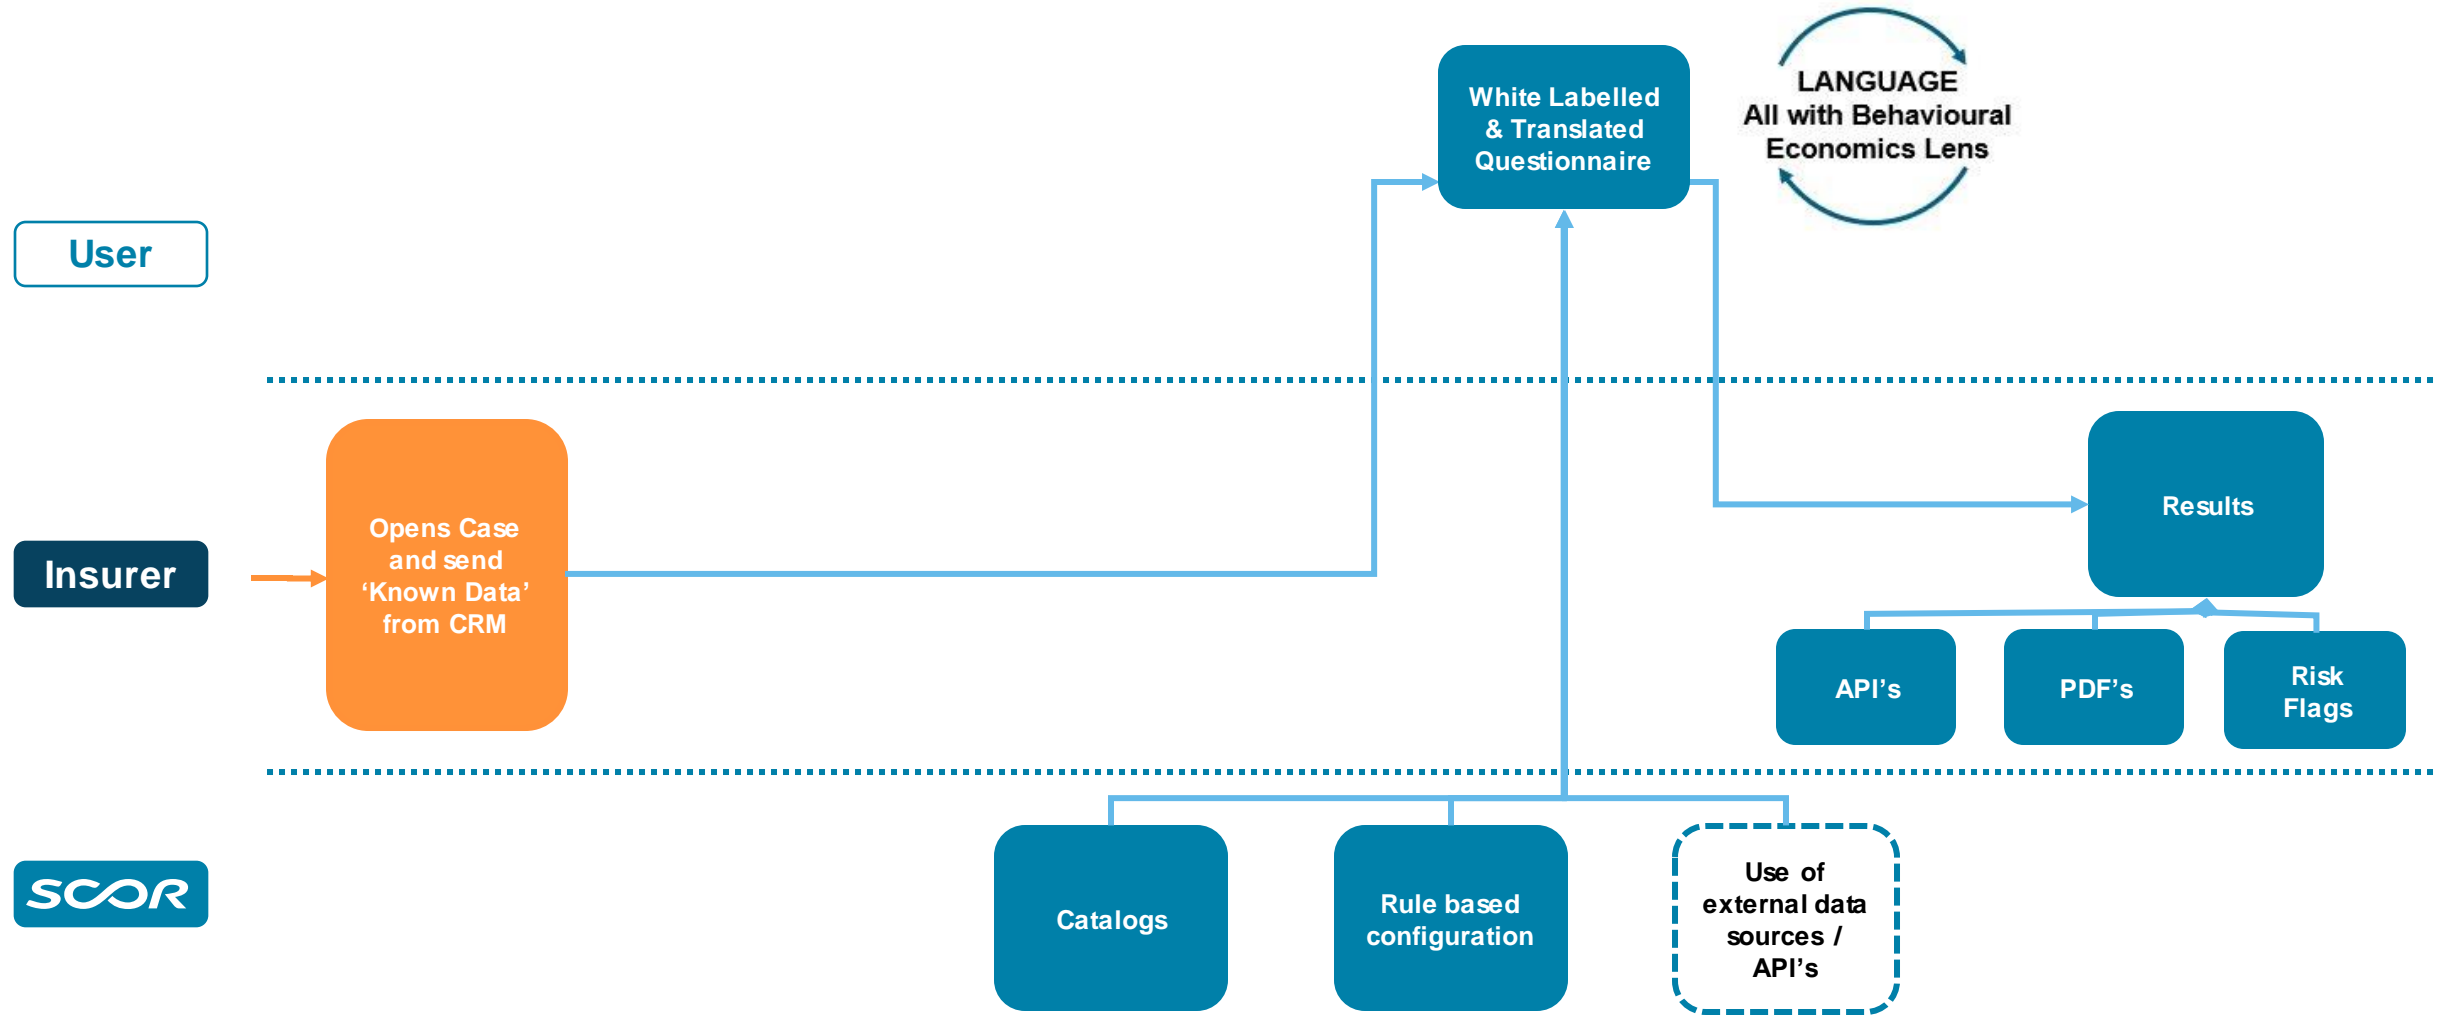 White Labelled
& Translated
Questionnaire
LANGUAGE
All with Behavioural
Economics Lens
User
Insurer
Opens Case
and send
‘Known Data’
from CRM
Results
API’s
PDF’s
Risk
Flags
SCOR
Catalogs
Rule based
configuration
Use of
external data
sources /
API’s